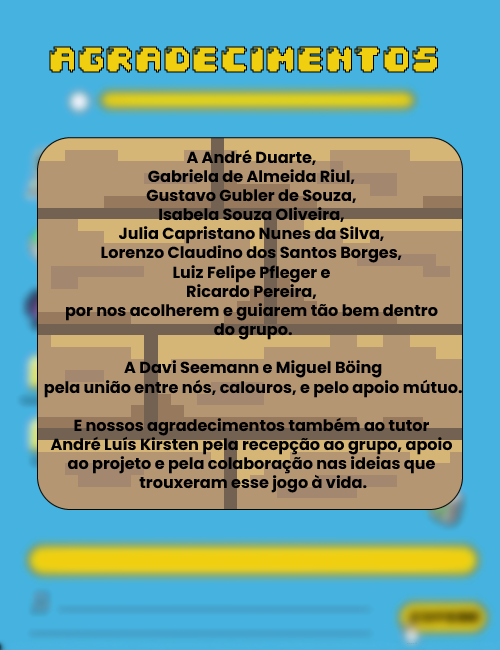 AGRADECIMENTOS
A André Duarte,
Gabriela de Almeida Riul,
Gustavo Gubler de Souza,
Isabela Souza Oliveira,
Julia Capristano Nunes da Silva,
Lorenzo Claudino dos Santos Borges,
Luiz Felipe Pfleger e
Ricardo Pereira,
por nos acolherem e guiarem tão bem dentro
do grupo.
A Davi Seemann e Miguel Böing
pela união entre nós, calouros, e pelo apoio mútuo.
E nossos agradecimentos também ao tutor
André Luís Kirsten pela recepção ao grupo, apoio
ao projeto e pela colaboração nas ideias que
trouxeram esse jogo à vida.